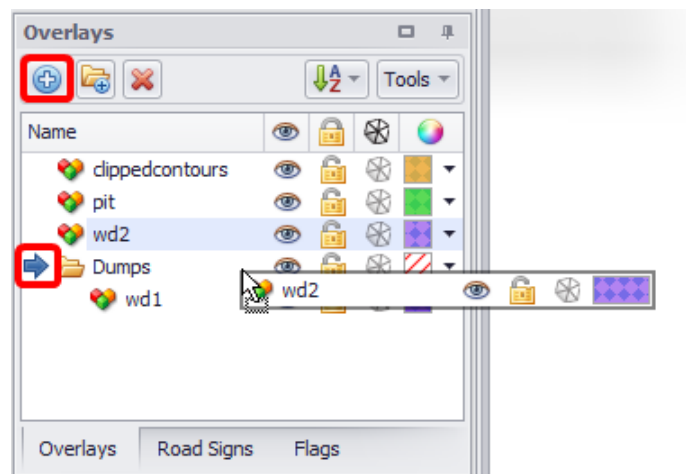 Overlays
A
Z
Tools
Name
clippedcontours
pit
wd2
Dumps
wd2
wd1
Overlays Road Signs Flags